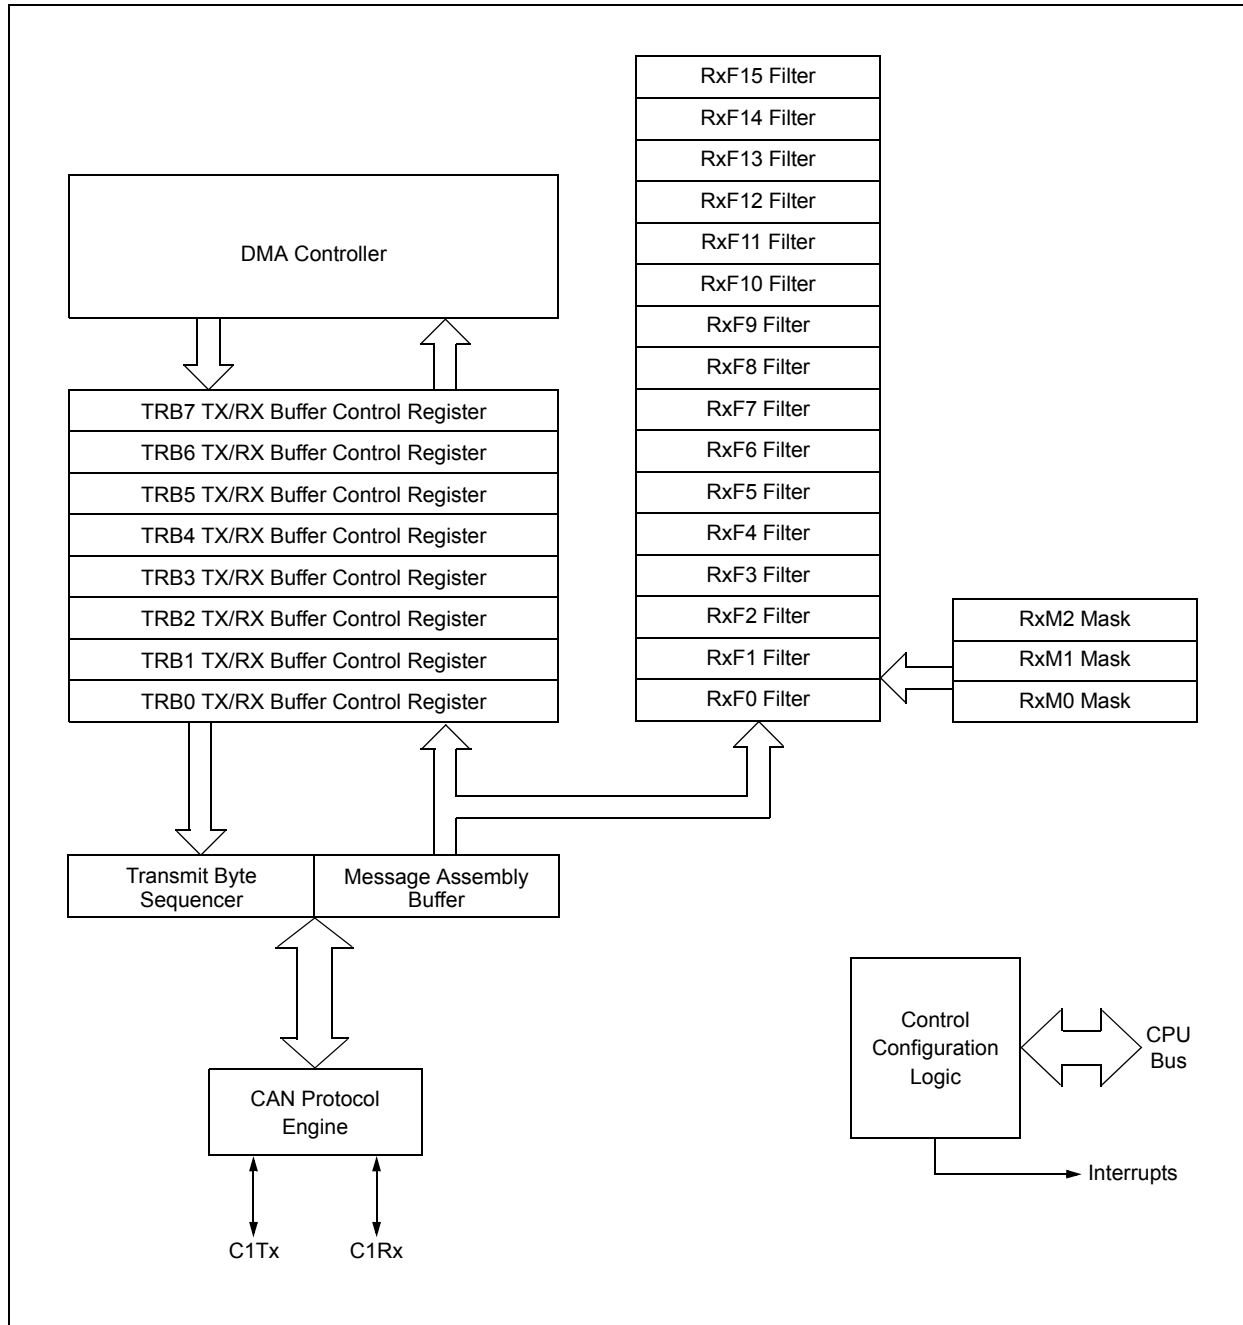 RxF15 Filter
RxF14 Filter
RxF13 Filter
RxF12 Filter
RxF11 Filter
RxF10 Filter
RxF9 Filter
RxF8 Filter
RxF7 Filter
RxF6 Filter
RxF5 Filter
RxF4 Filter
RxF3 Filter
RxF2 Filter
RxF1 Filter
RxF0 Filter
DMA Controller
TRB7 TX/RX Buffer Control Register
TRB6 TX/RX Buffer Control Register
TRB5 TX/RX Buffer Control Register
TRB4 TX/RX Buffer Control Register
TRB3 TX/RX Buffer Control Register
TRB2 TX/RX Buffer Control Register
TRB1 TX/RX Buffer Control Register
TRB0 TX/RX Buffer Control Register
RxM2 Mask
RxM1 Mask
RxM0 Mask
Transmit Byte
Sequencer
Message Assembly
Buffer
CAN Protocol
Engine
C1Tx
C1Rx
Control
Configuration
Logic
CPU
Bus
Interrupts